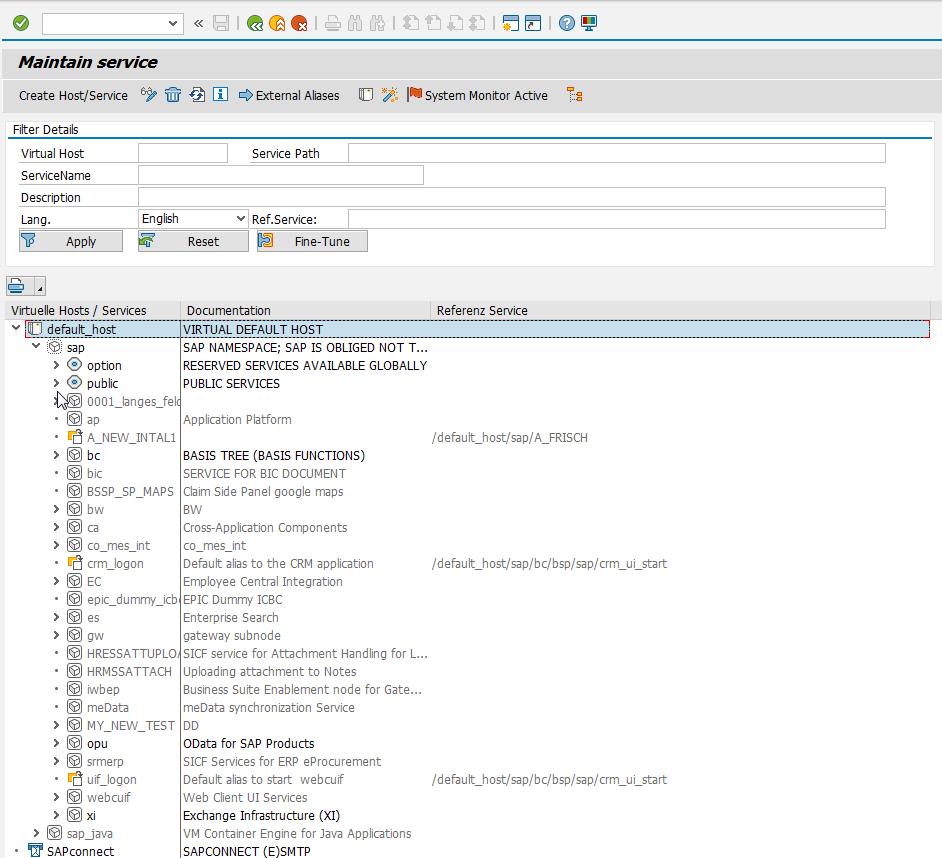 Maintain service
Create Host/Service External Aliases System Monitor Active
Filter Details
Virtual Host Service Path
ServiceName
Description
Lang. English Ref.Service:
Apply Reset Fine-Tune
Virtuelle Hosts / Services Documentation Referenz Service
default_host VIRTUAL DEFAULT HOST
sap SAP NAMESPACE; SAP IS OBLIGED NOT T...
option RESERVED SERVICES AVAILABLE GLOBALLY
public PUBLIC SERVICES
0001_langes_feld
ap Application Platform
A_NEW_INTAL1 /default_host/sap/A_FRISCH
bc BASIS TREE (BASIS FUNCTIONS)
bic SERVICE FOR BIC DOCUMENT
BSSP_SP_MAPS Claim Side Panel google maps
bw BW
ca Cross-Application Components
co_mes_int co_mes_int
crm_logon Default alias to the CRM application /default_host/sap/bc/bsp/sap/crm_ui_start
EC Employee Central Integration
epic_dummy_icbc EPIC Dummy ICBC
es Enterprise Search
gw gateway subnode
HRESSATTUPLOA SICF service for Attachment Handling for L...
HRMSSATTACH Uploading attachment to Notes
iwbep Business Suite Enablement node for Gate...
meData meData synchronization Service
MY_NEW_TEST DD
opu OData for SAP Products
srmerp SICF Services for ERP eProcurement
uif_logon Default alias to start webcuif /default_host/sap/bc/bsp/sap/crm_ui_start
webcuif Web Client UI Services
xi Exchange Infrastructure (XI)
sap_java VM Container Engine for Java Applications
SAPconnect SAPCONNECT (E)SMTP